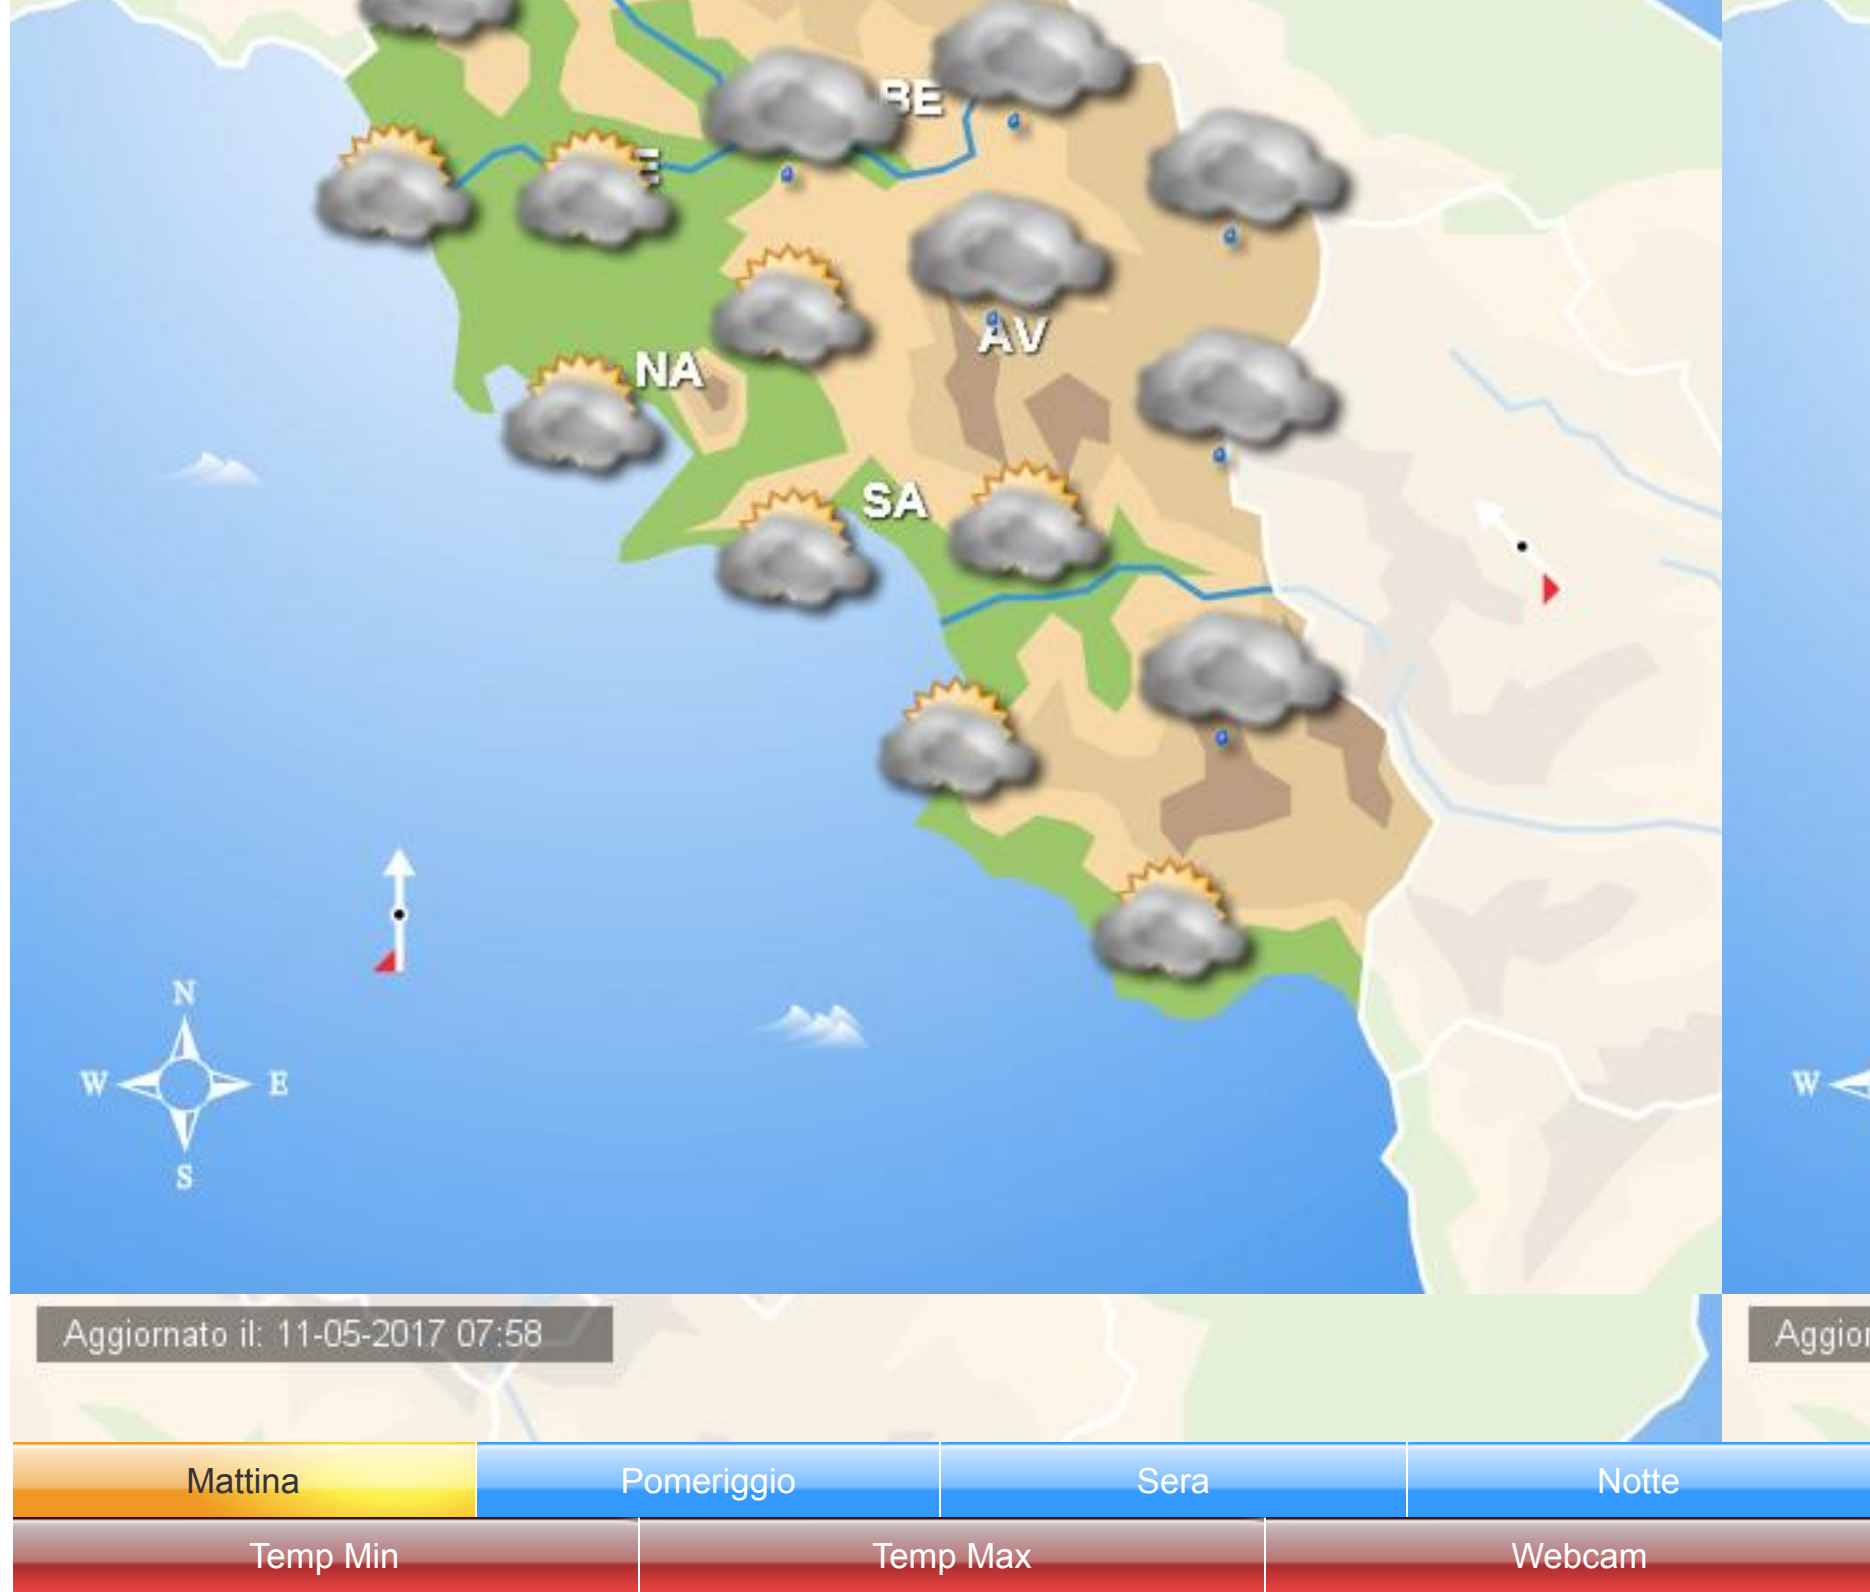 BE
E
AV
NA
SA
N
W E
S
W
Aggiornato il: 11-05-2017 07:58
Aggior
Mattina Pomeriggio Sera Notte
Temp Min Temp Max Webcam